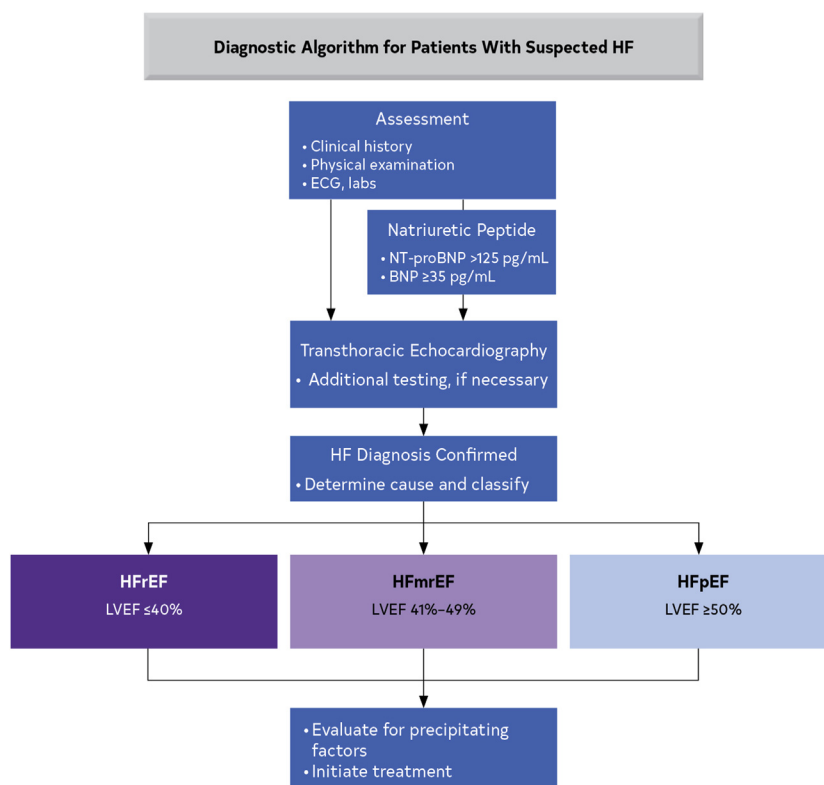 Diagnostic Algorithm for Patients With Suspected HF
Assessment
• Clinical history
• Physical examination
• ECG, labs
Natriuretic Peptide
• NT-proBNP >125 pg/mL
• BNP ≥35 pg/mL
Transthoracic Echocardiography
• Additional testing, if necessary
HF Diagnosis Confirmed
• Determine cause and classify
HFrEF
LVEF ≤40%
HFmrEF
LVEF 41%–49%
HFpEF
LVEF ≥50%
• Evaluate for precipitating
factors
• Initiate treatment